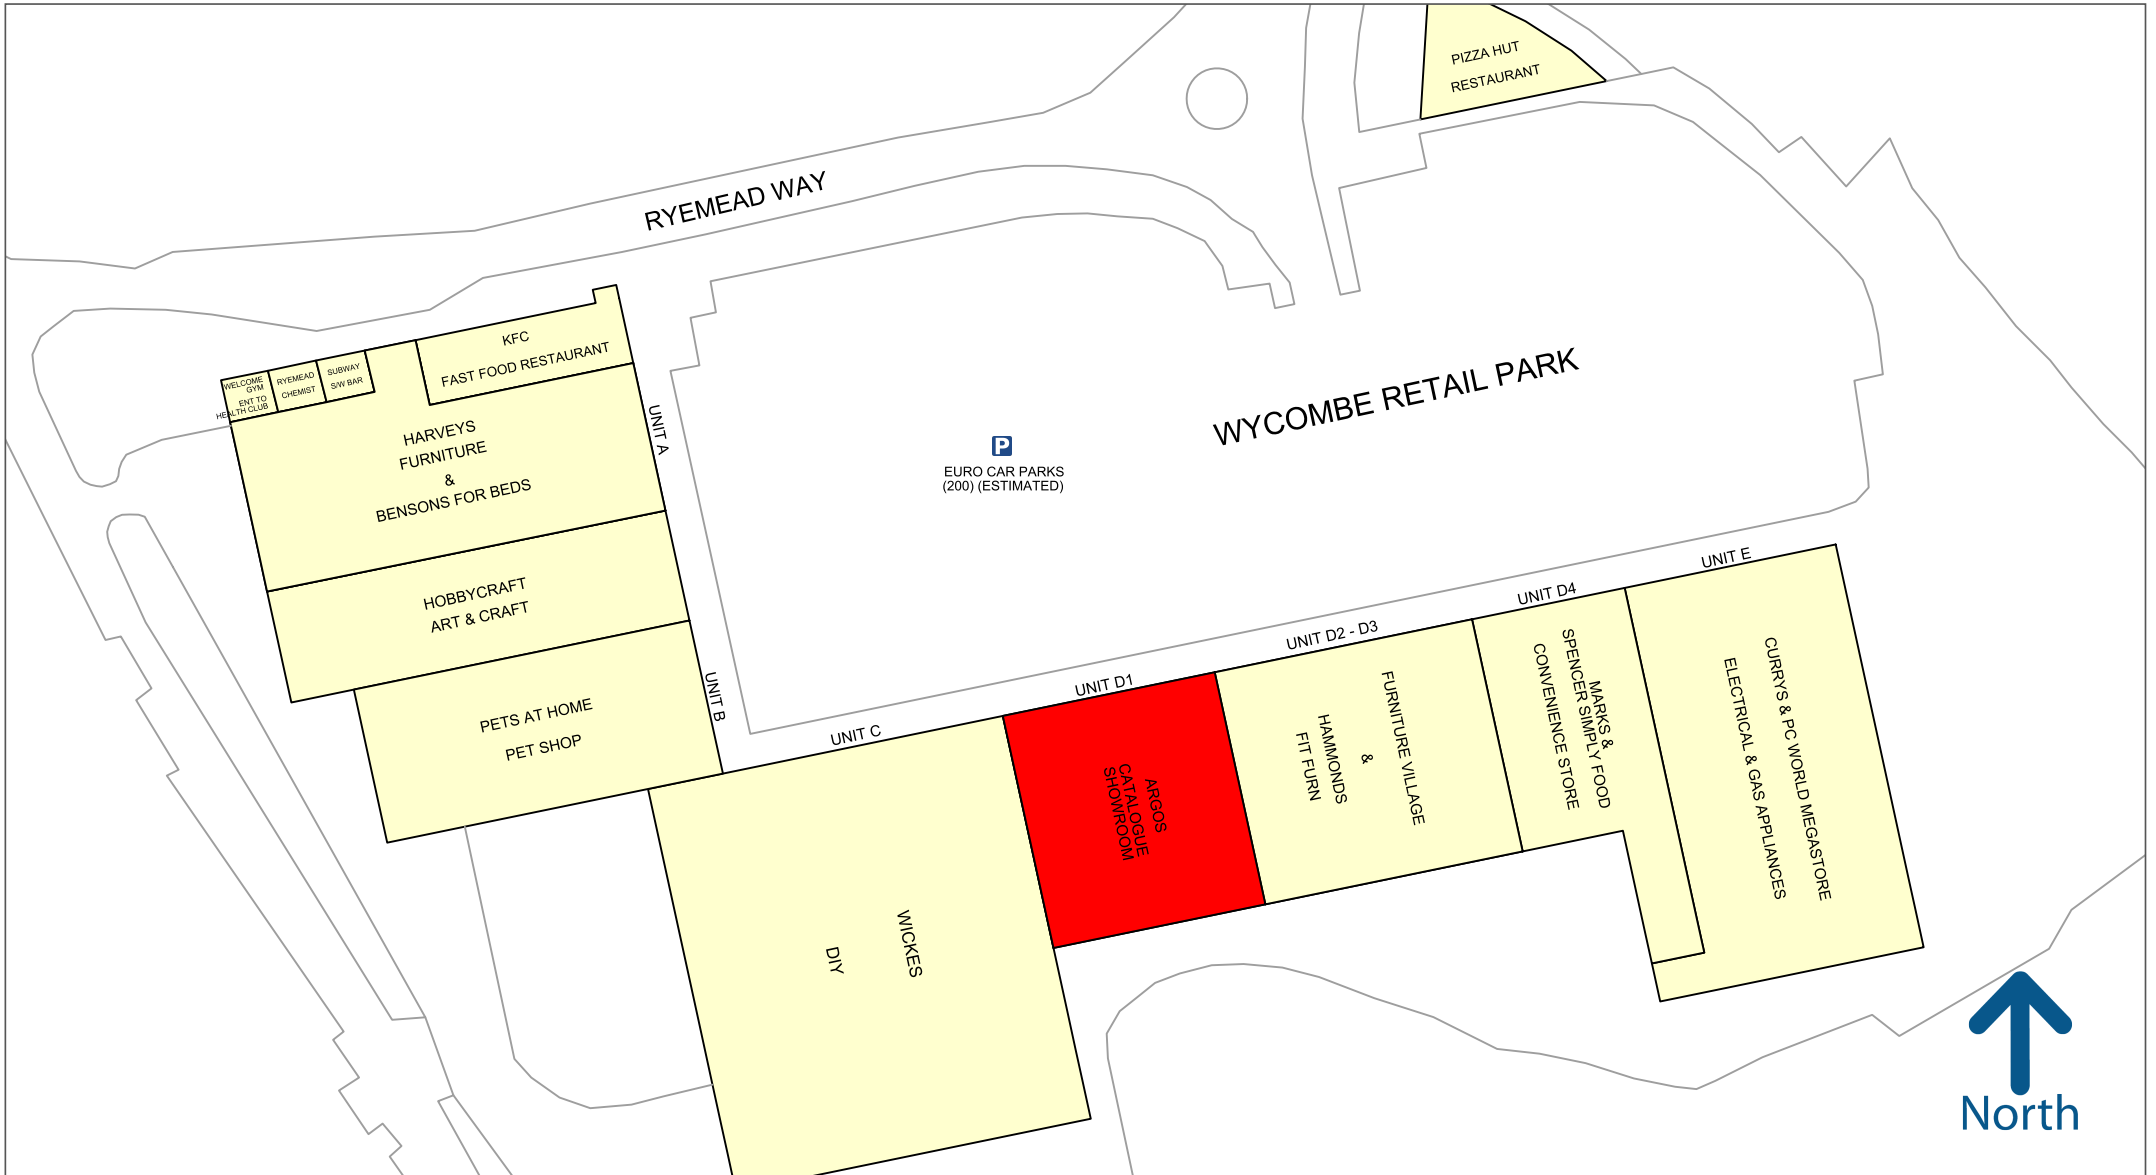 PIZZA HUT
RESTAURANT
RYEMEAD WAY
KFC
FAST FOOD RESTAURANT
WELCOME
GYM
ENT TO
HEALTH CLUB
RYEMEAD
CHEMIST
SUBWAY
S/W BAR
UNIT A
HARVEYS
FURNITURE
&
BENSONS FOR BEDS
WYCOMBE RETAIL PARK
P
EURO CAR PARKS
(200) (ESTIMATED)
HOBBYCRAFT
ART & CRAFT
UNIT B
PETS AT HOME
PET SHOP
UNIT C
WICKES
DIY
UNIT D1
ARGOS
CATALOGUE
SHOWROOM
UNIT D2 - D3
FURNITURE VILLAGE
&
HAMMONDS
FIT FURN
UNIT D4
MARKS &
SPENCER SIMPLY FOOD
CONVENIENCE STORE
UNIT E
CURRYS & PC WORLD MEGASTORE
ELECTRICAL & GAS APPLIANCES
North